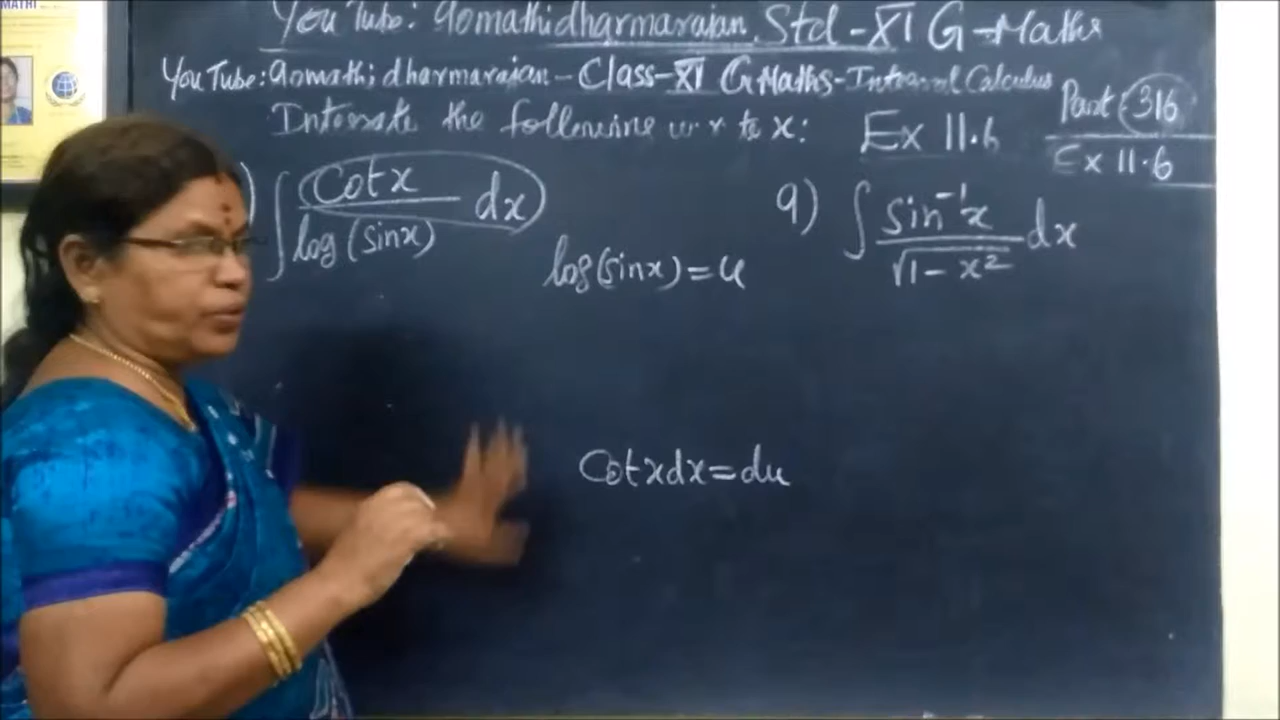 MATRI
You Tube: gomathidharmarajan. Std - XI G-Maths
You Tube: gomathidharmarajan - Class - XI G Maths - Integral Calculus
Integrate the following w r to x: Ex 11.6
Part: 316
Ex 11.6
) ∫ cot x / log (sinx) dx
9) ∫ sin⁻¹x / √1 - x² dx
log(sinx) = u
Cotxdx = du